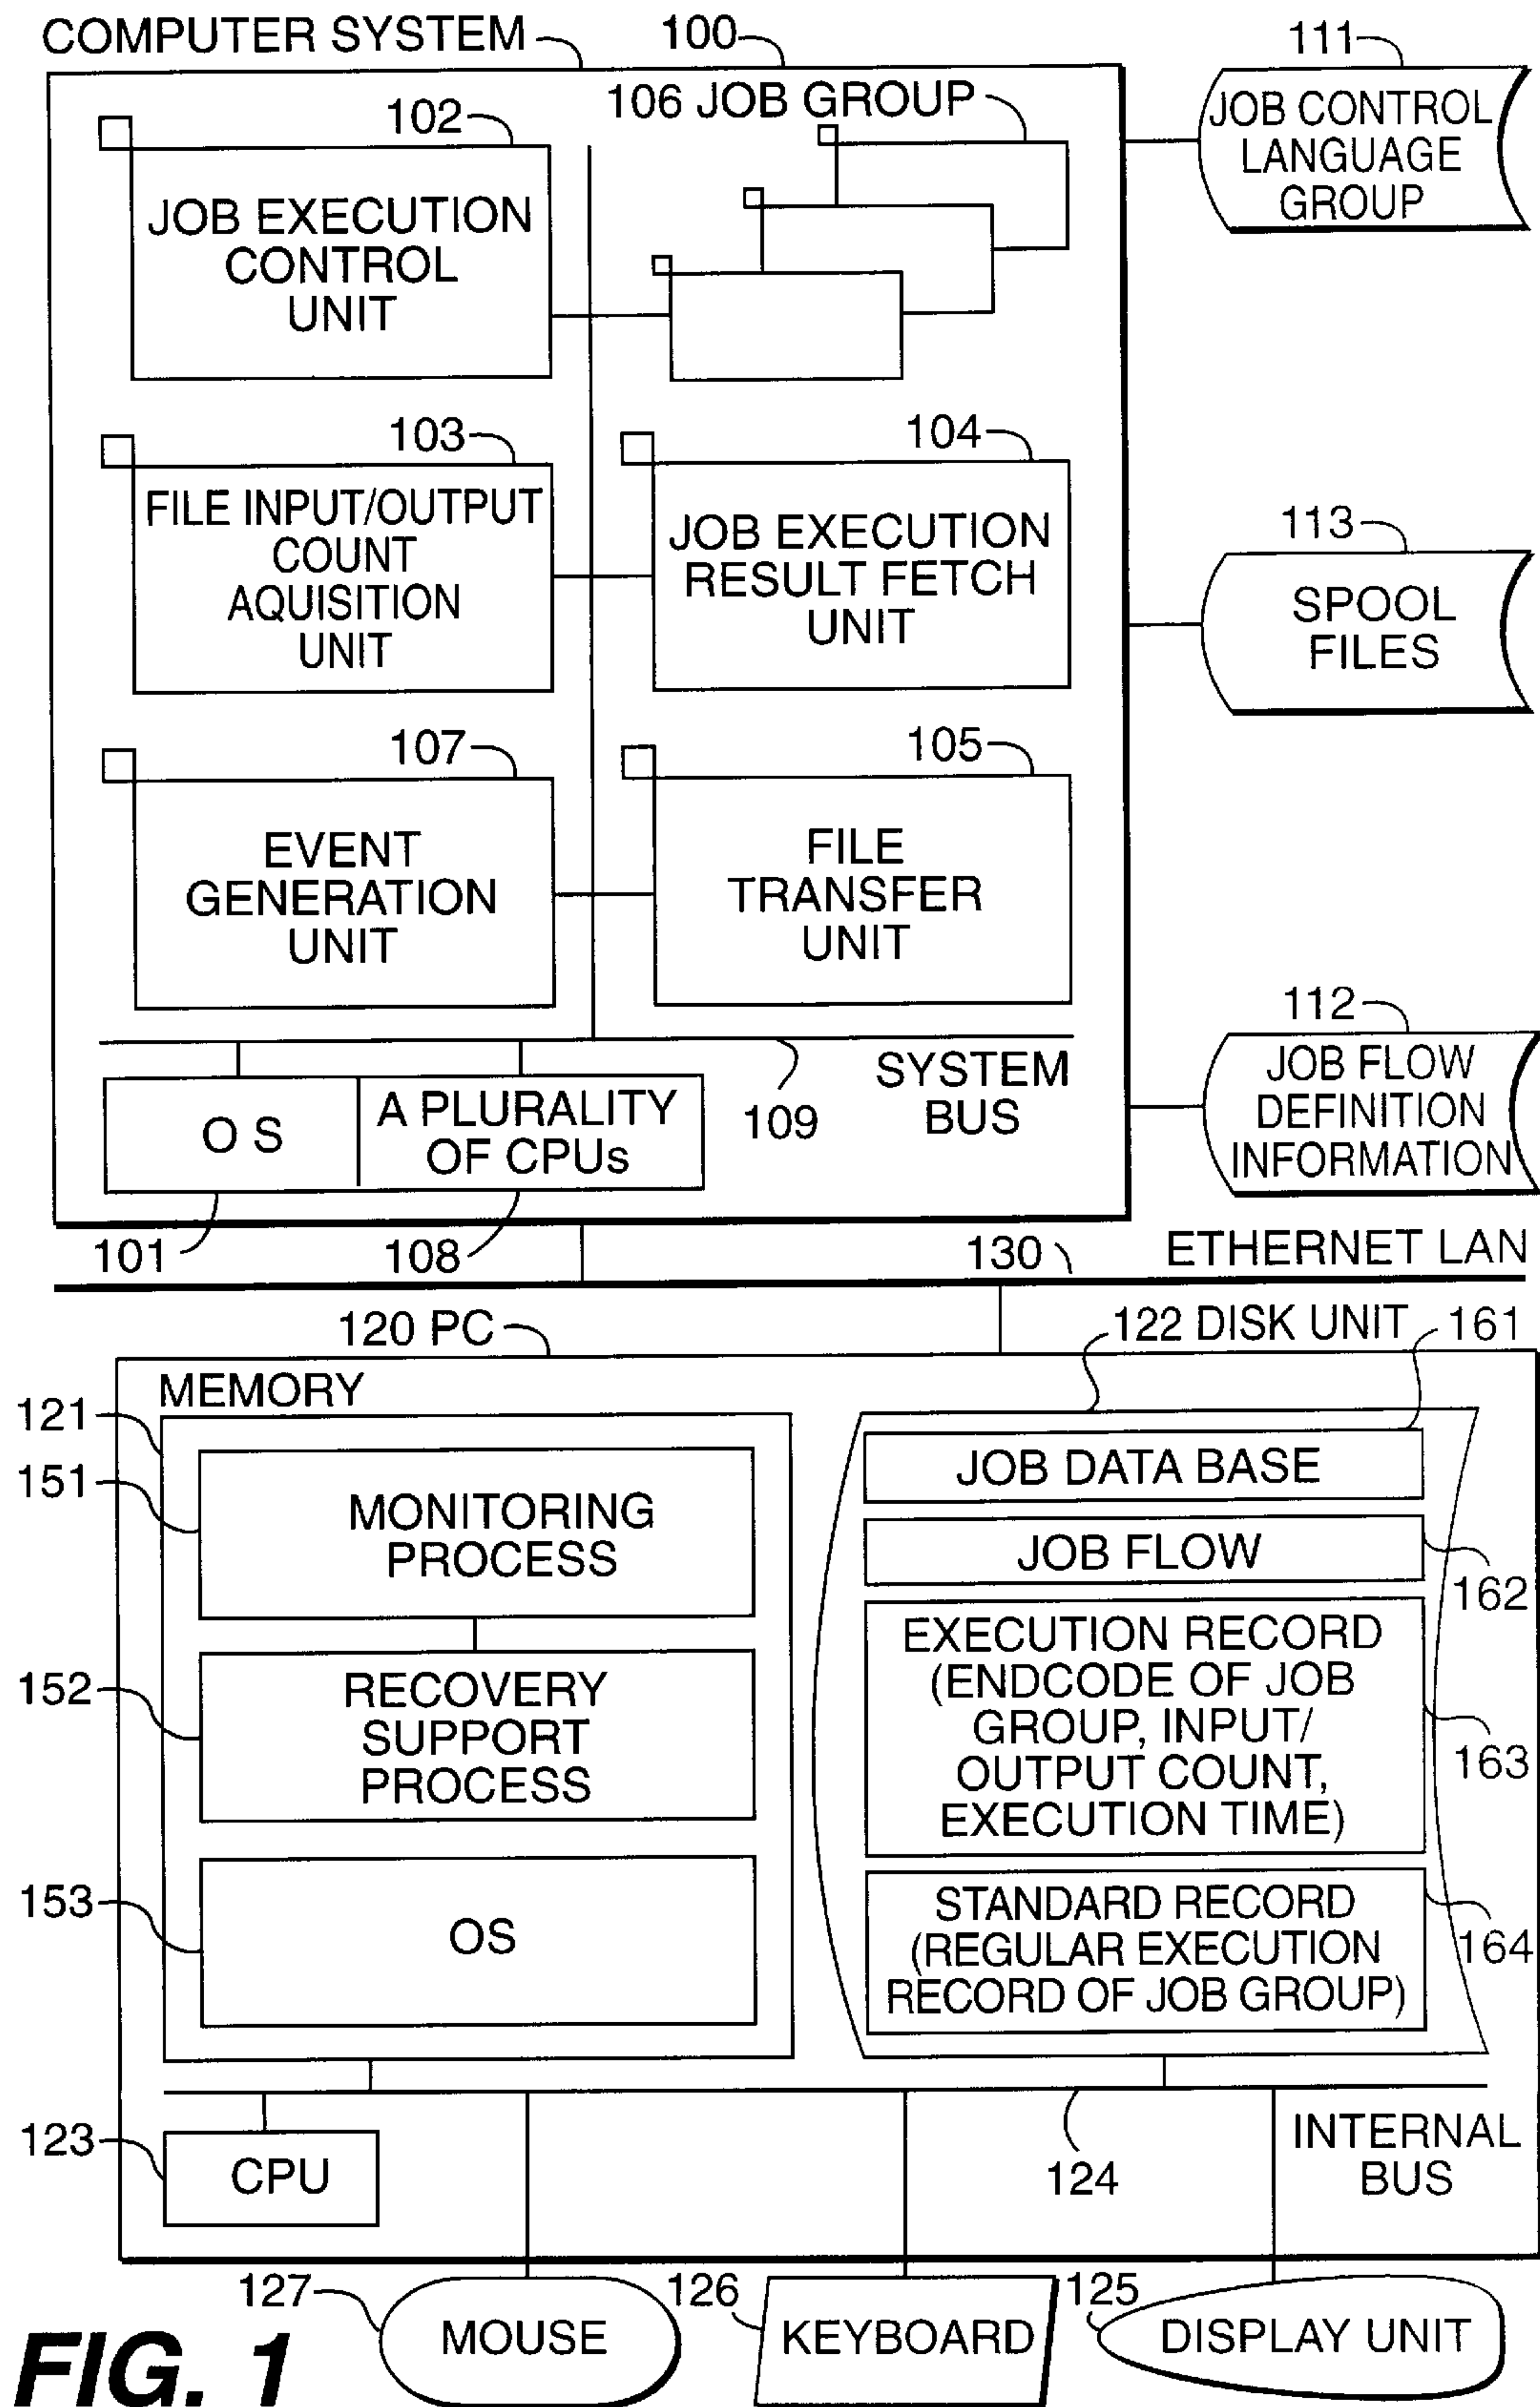 COMPUTER SYSTEM 100
106 JOB GROUP
102
JOB EXECUTION
CONTROL
UNIT
103
FILE INPUT/OUTPUT
COUNT
AQUISITION
UNIT
104
JOB EXECUTION
RESULT FETCH
UNIT
107
EVENT
GENERATION
UNIT
105
FILE
TRANSFER
UNIT
O S
A PLURALITY
OF CPUs
109
SYSTEM
BUS
101
108
111
JOB CONTROL
LANGUAGE
GROUP
113
SPOOL
FILES
112
JOB FLOW
DEFINITION
INFORMATION
130
ETHERNET LAN
120 PC
122 DISK UNIT
161
MEMORY
121
151
MONITORING
PROCESS
152
RECOVERY
SUPPORT
PROCESS
153
OS
JOB DATA BASE
JOB FLOW
162
EXECUTION RECORD
(ENDCODE OF JOB
GROUP, INPUT/
OUTPUT COUNT,
EXECUTION TIME)
163
STANDARD RECORD
(REGULAR EXECUTION
RECORD OF JOB GROUP)
164
123
CPU
124
INTERNAL
BUS
127
MOUSE
126
KEYBOARD
125
DISPLAY UNIT
FIG. 1